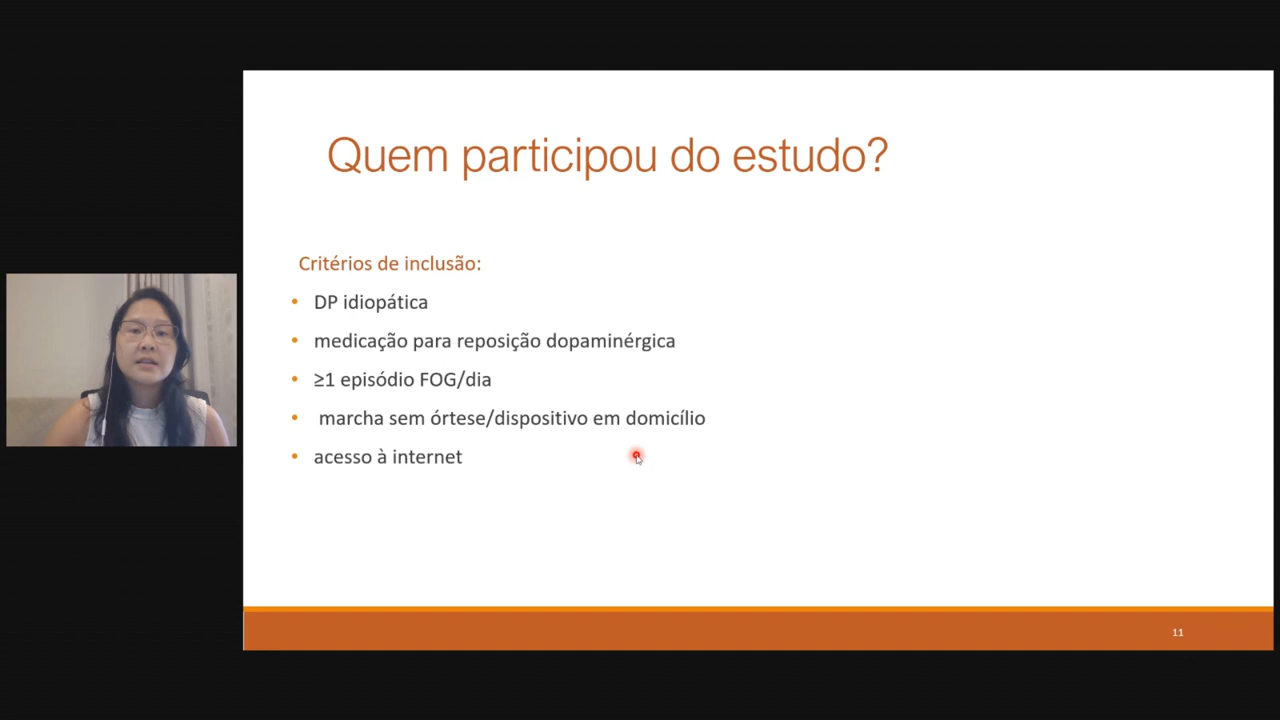 Quem participou do estudo?
Critérios de inclusão:
• DP idiopática
• medicação para reposição dopaminérgica
• ≥1 episódio FOG/dia
• marcha sem órtese/dispositivo em domicílio
• acesso à internet
11